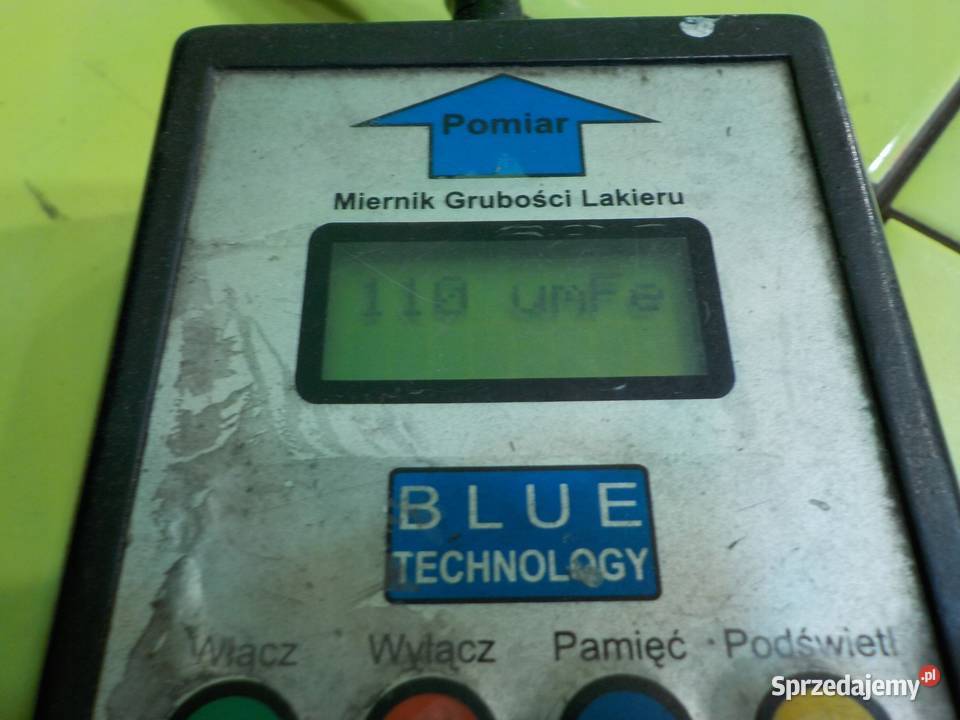 Pomiar
Miernik Grubości Lakieru
110 umFe
BLUE
TECHNOLOGY
Włącz Wyłącz Pamięć Podświetl
Sprzedajemy.pl